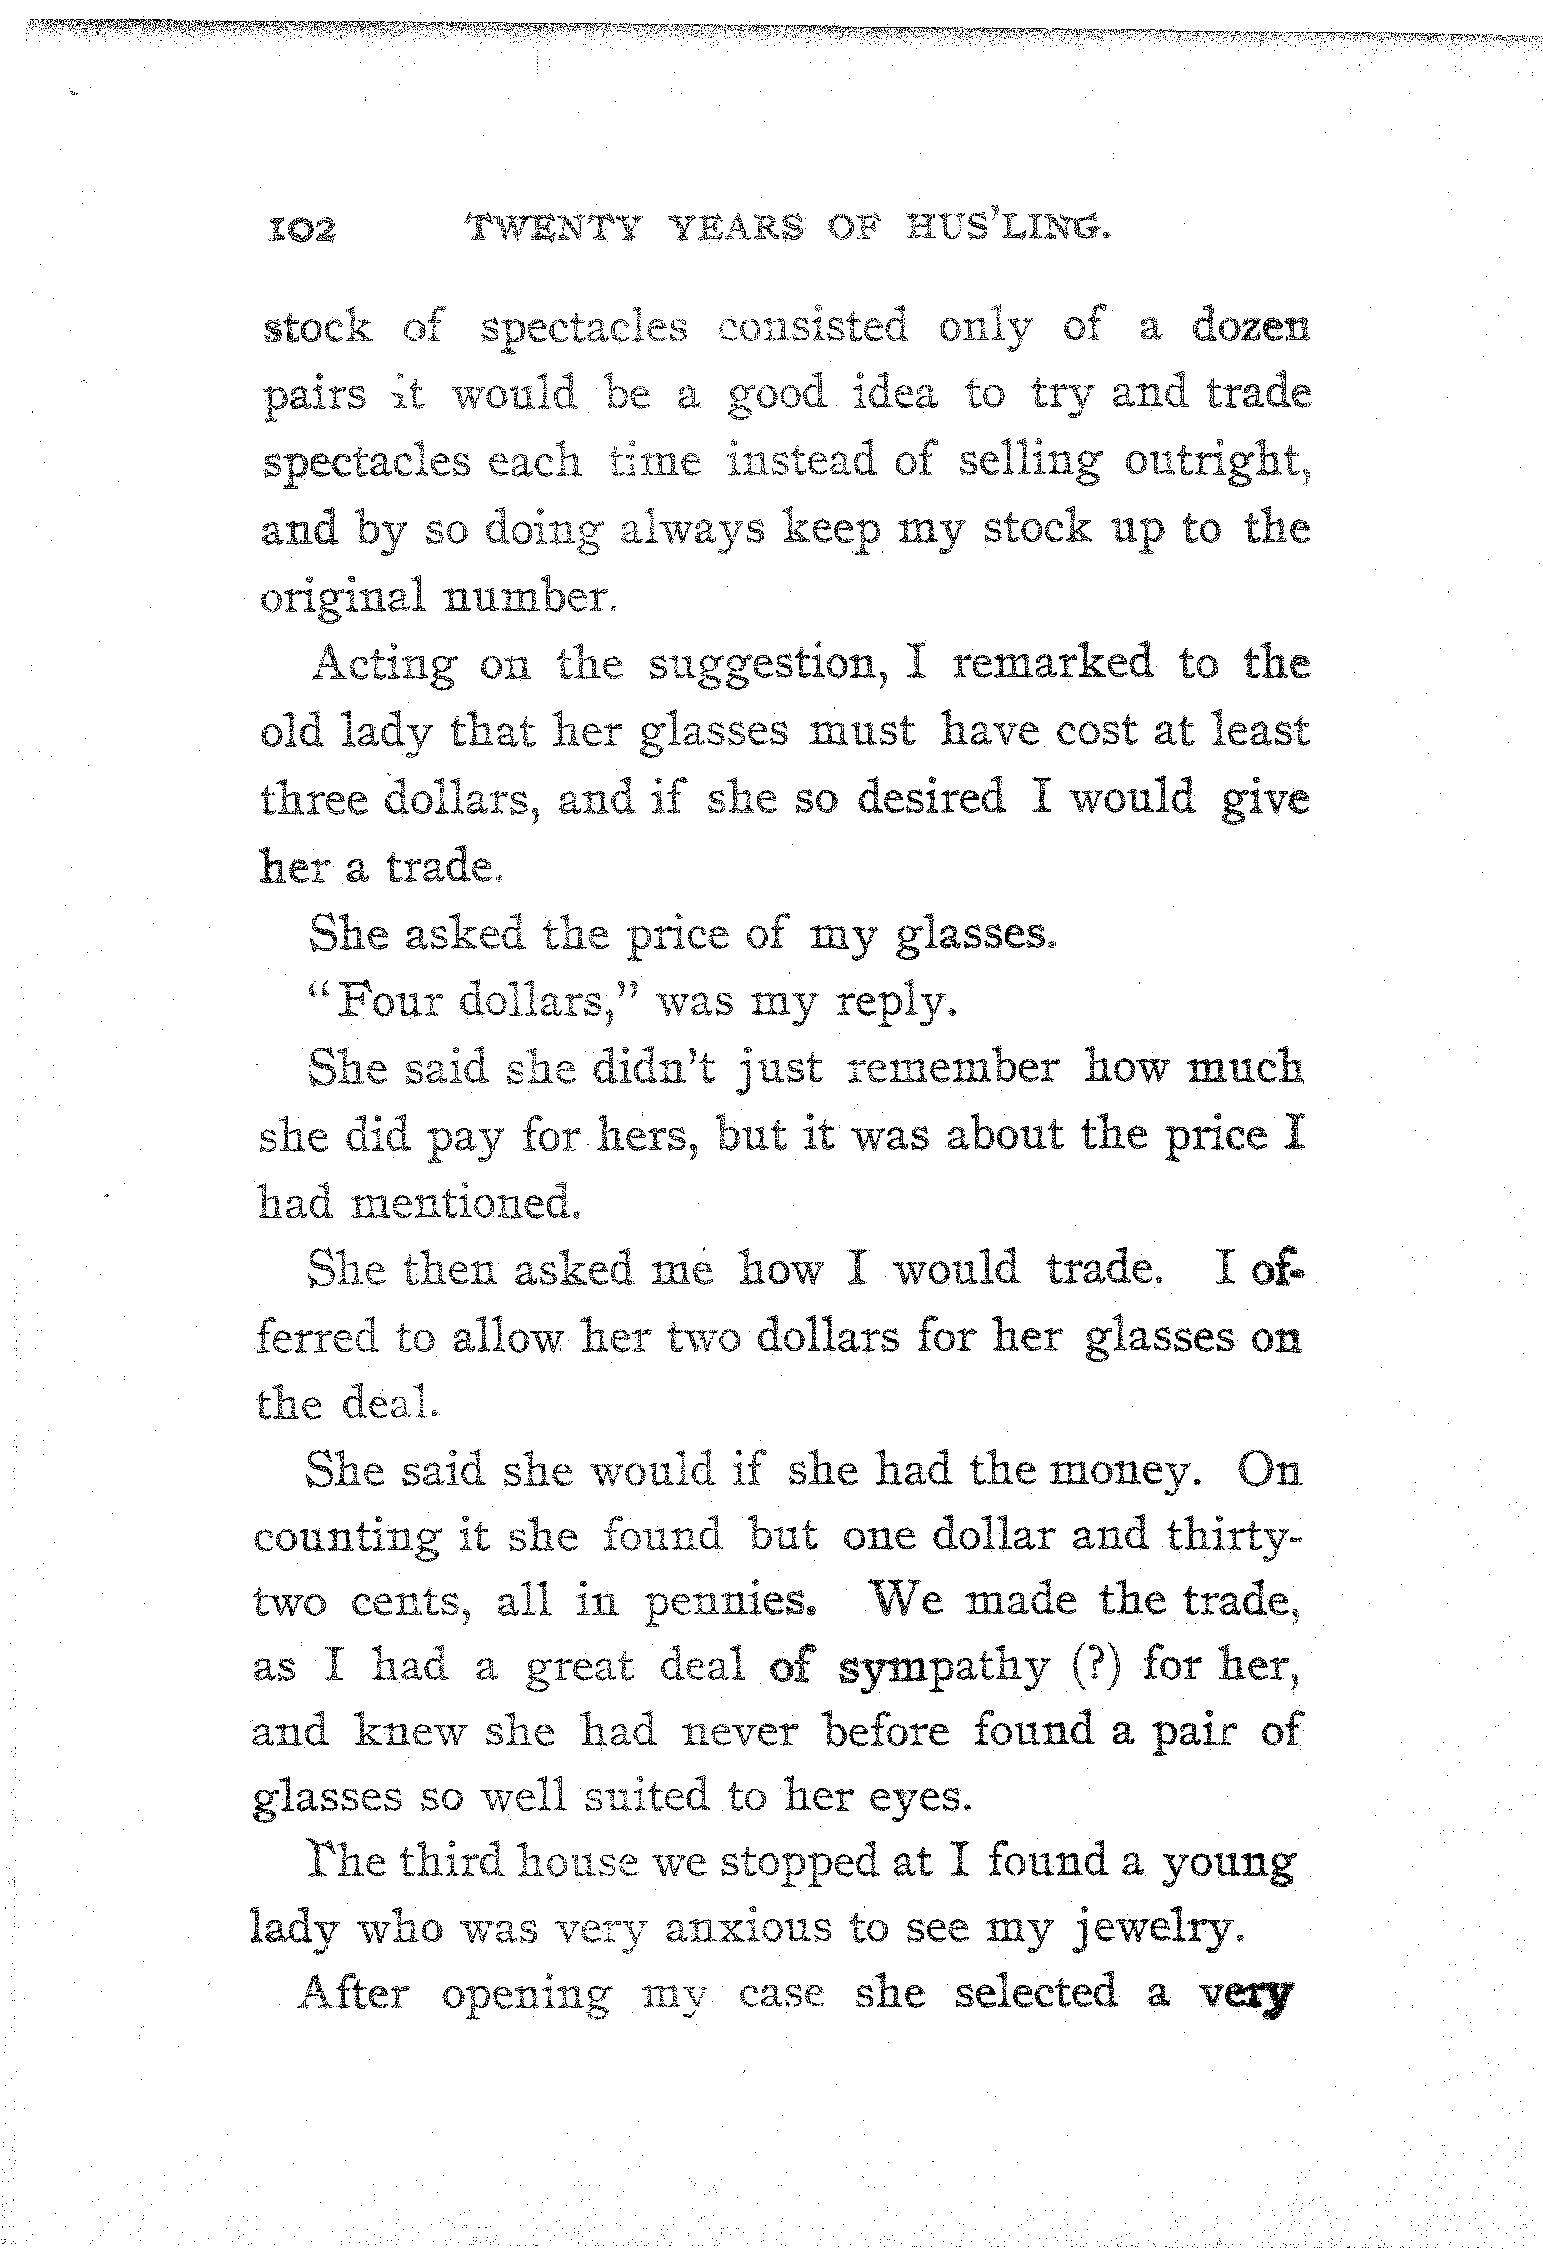 102 TWENTY YEARS OF HUS'LING.
stock of spectacles consisted only of a dozen
pairs it would be a good idea to try and trade
spectacles each time instead of selling outright,
and by so doing always keep my stock up to the
original number.
Acting on the suggestion, I remarked to the
old lady that her glasses must have cost at least
three dollars, and if she so desired I would give
her a trade.
She asked the price of my glasses.
"Four dollars," was my reply.
She said she didn't just remember how much
she did pay for hers, but it was about the price I
had mentioned.
She then asked me how I would trade. I of-
ferred to allow her two dollars for her glasses on
the deal.
She said she would if she had the money. On
counting it she found but one dollar and thirty-
two cents, all in pennies. We made the trade,
as I had a great deal of sympathy (?) for her,
and knew she had never before found a pair of
glasses so well suited to her eyes.
The third house we stopped at I found a young
lady who was very anxious to see my jewelry.
After opening my case she selected a very